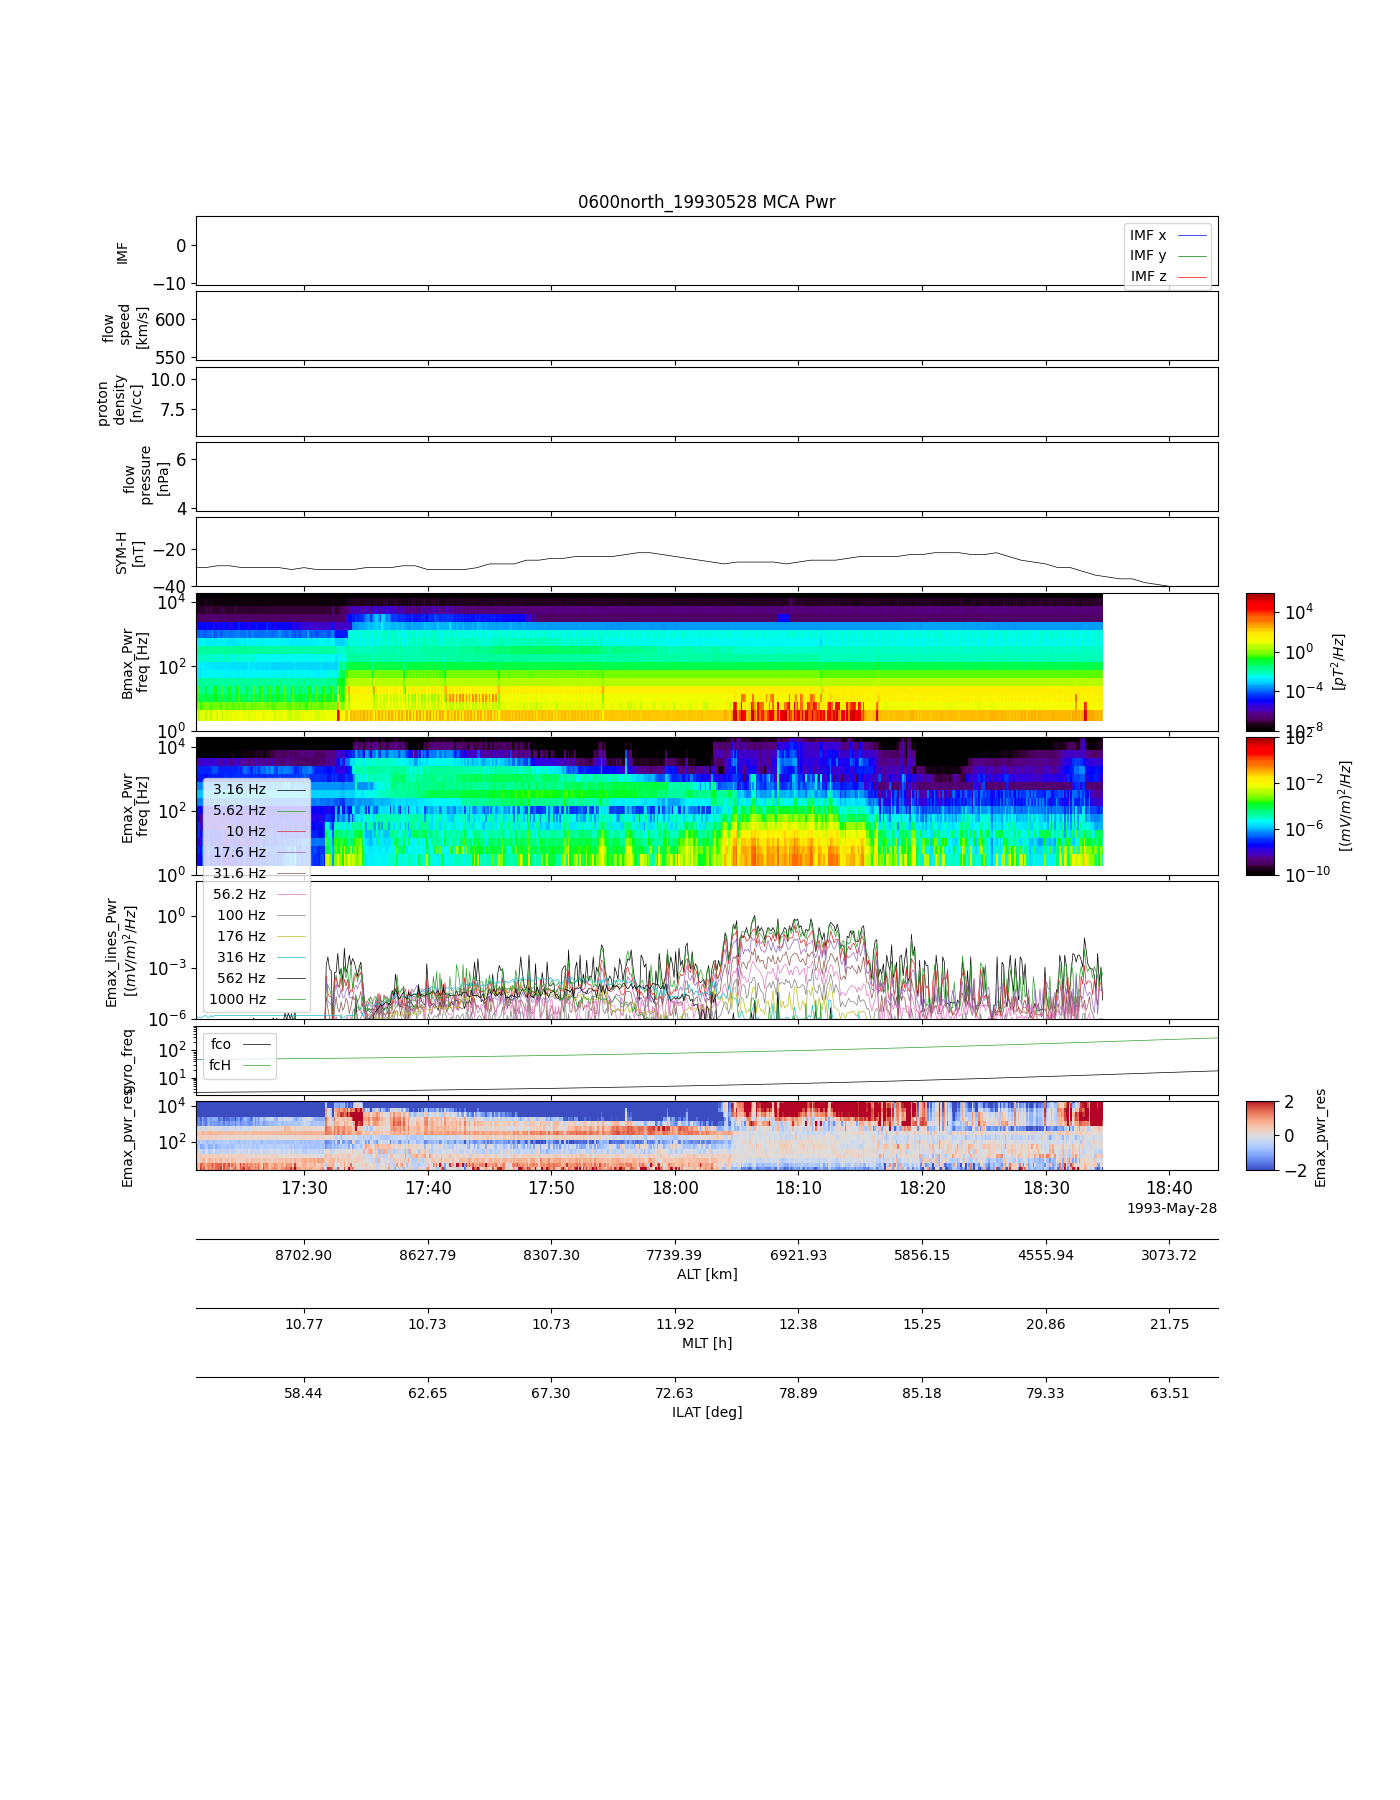 0600north_19930528 MCA Pwr
IMF
0
−10
IMF x
IMF y
IMF z
flow
speed
[km/s]
600
550
proton
density
[n/cc]
10.0
7.5
flow
pressure
[nPa]
6
4
SYM-H
[nT]
−20
−40
Bmax_Pwr
freq [Hz]
10^4
10^2
10^0
10^4
10^0
10^−4
10^−8
[pT^2/Hz]
Emax_Pwr
freq [Hz]
10^4
10^2
10^0
10^2
10^−2
10^−6
10^−10
[(mV/m)^2/Hz]
3.16 Hz
5.62 Hz
10 Hz
17.6 Hz
31.6 Hz
56.2 Hz
100 Hz
176 Hz
316 Hz
562 Hz
1000 Hz
Emax_lines_Pwr
[(mV/m)^2/Hz]
10^0
10^−3
10^−6
gyro_freq
10^2
10^1
fco
fcH
Emax_pwr_res
10^4
10^2
2
0
−2
Emax_pwr_res
17:30 17:40 17:50 18:00 18:10 18:20 18:30 18:40
1993-May-28
8702.90 8627.79 8307.30 7739.39 6921.93 5856.15 4555.94 3073.72
ALT [km]
10.77 10.73 10.73 11.92 12.38 15.25 20.86 21.75
MLT [h]
58.44 62.65 67.30 72.63 78.89 85.18 79.33 63.51
ILAT [deg]